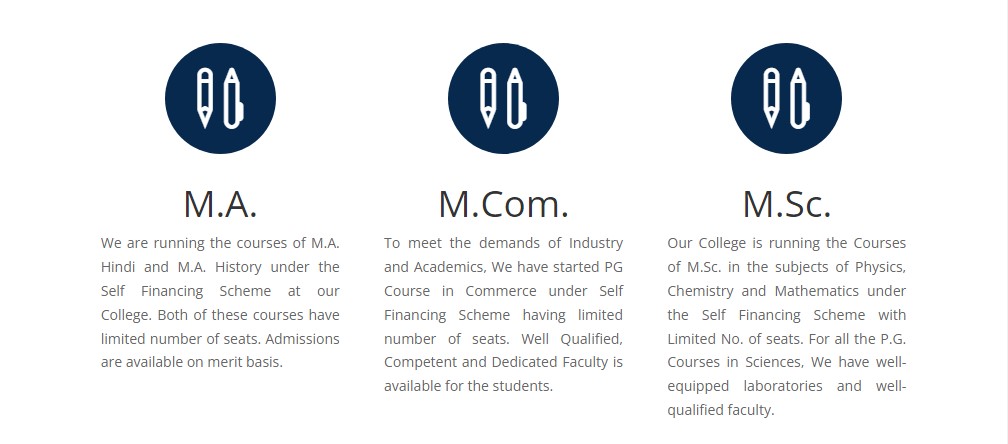 M.A.
We are running the courses of M.A.
Hindi and M.A. History under the
Self Financing Scheme at our
College. Both of these courses have
limited number of seats. Admissions
are available on merit basis.
M.Com.
To meet the demands of Industry
and Academics, We have started PG
Course in Commerce under Self
Financing Scheme having limited
number of seats. Well Qualified,
Competent and Dedicated Faculty is
available for the students.
M.Sc.
Our College is running the Courses
of M.Sc. in the subjects of Physics,
Chemistry and Mathematics under
the Self Financing Scheme with
Limited No. of seats. For all the P.G.
Courses in Sciences, We have well-
equipped laboratories and well-
qualified faculty.